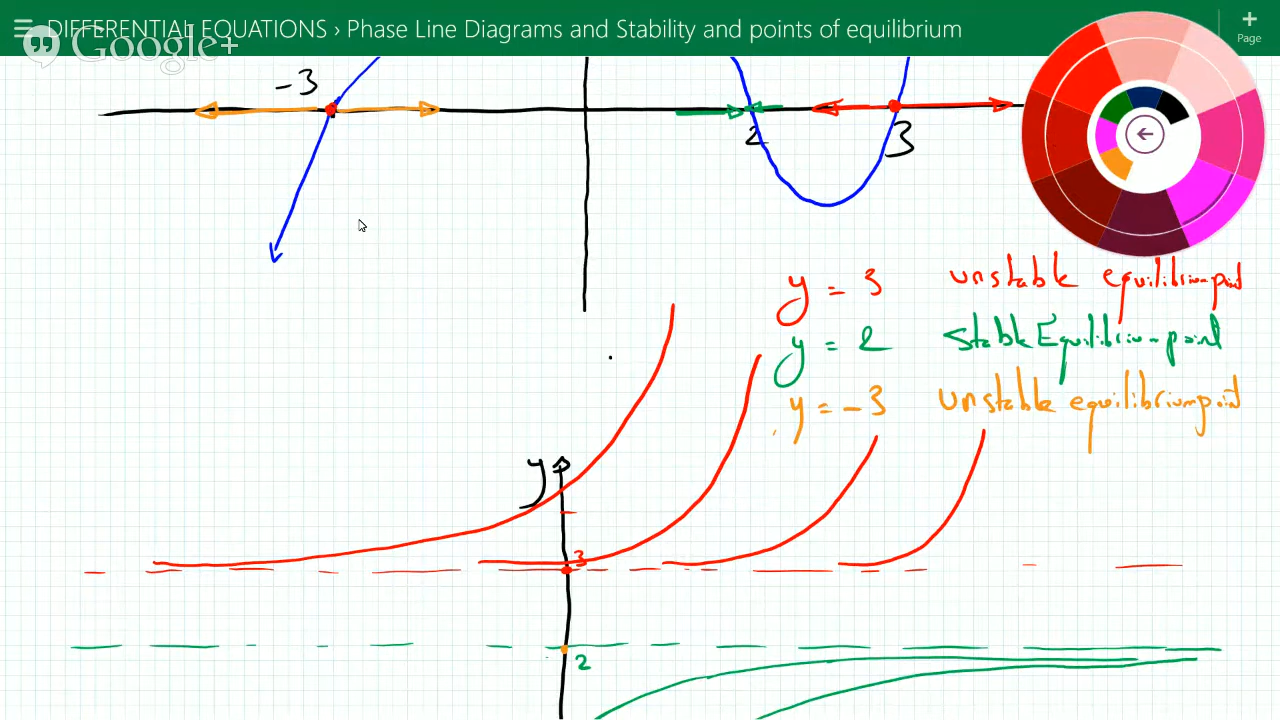 DIFFERENTIAL EQUATIONS › Phase Line Diagrams and Stability and points of equilibrium
Google+
Page
-3
2
3
y = 3 unstable equilibrium point
y = 2 Stable Equilibrium point
y = -3 unstable equilibrium point
y
3
2